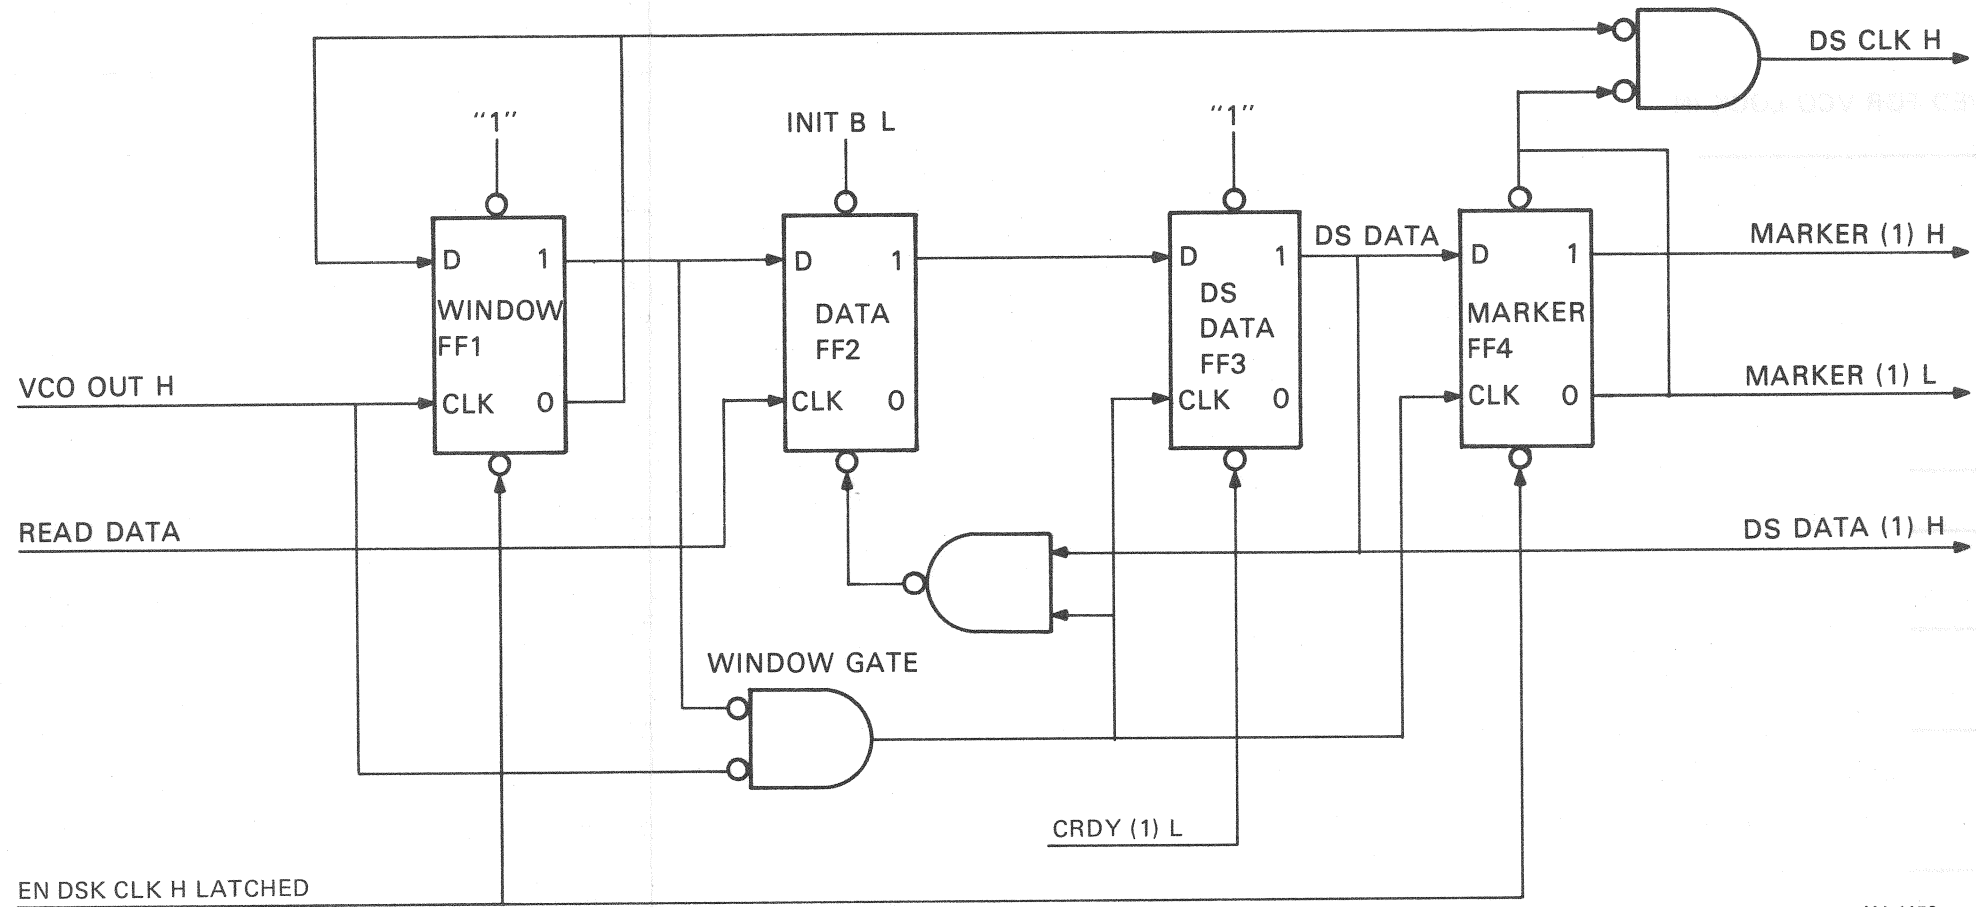 DS CLK H
"1"
INIT B L
"1"
D 1
WINDOW
FF1
CLK 0
D 1
DATA
FF2
CLK 0
D 1
DS
DATA
FF3
CLK 0
DS DATA
D 1
MARKER
FF4
CLK 0
MARKER (1) H
MARKER (1) L
VCO OUT H
READ DATA
DS DATA (1) H
WINDOW GATE
CRDY (1) L
EN DSK CLK H LATCHED